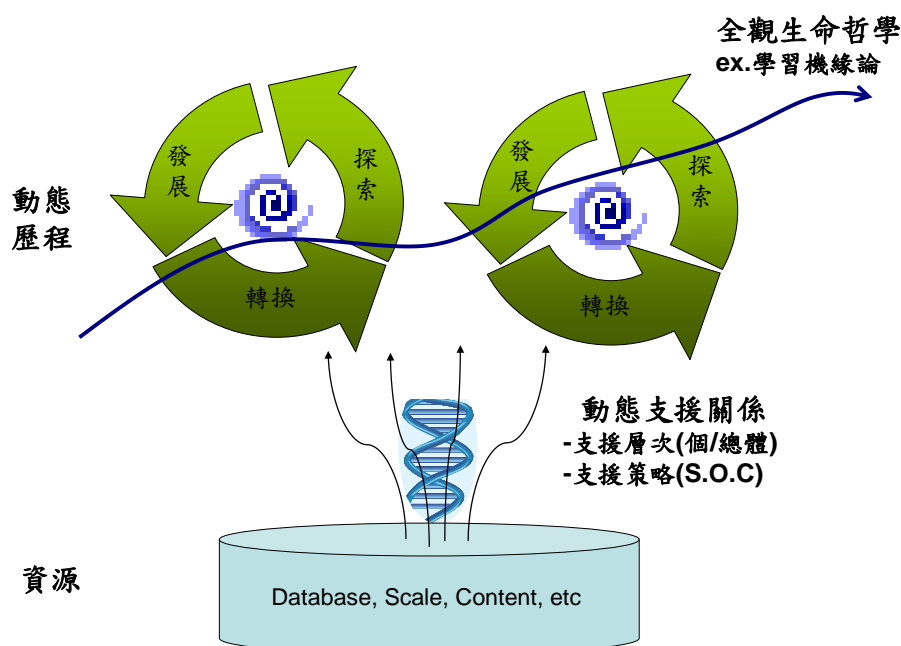 全觀生命哲學
ex.學習機緣論
發展
探索
發展
探索
動態
歷程
轉換
轉換
動態支援關係
-支援層次(個/總體)
-支援策略(S.O.C)
資源
Database, Scale, Content, etc